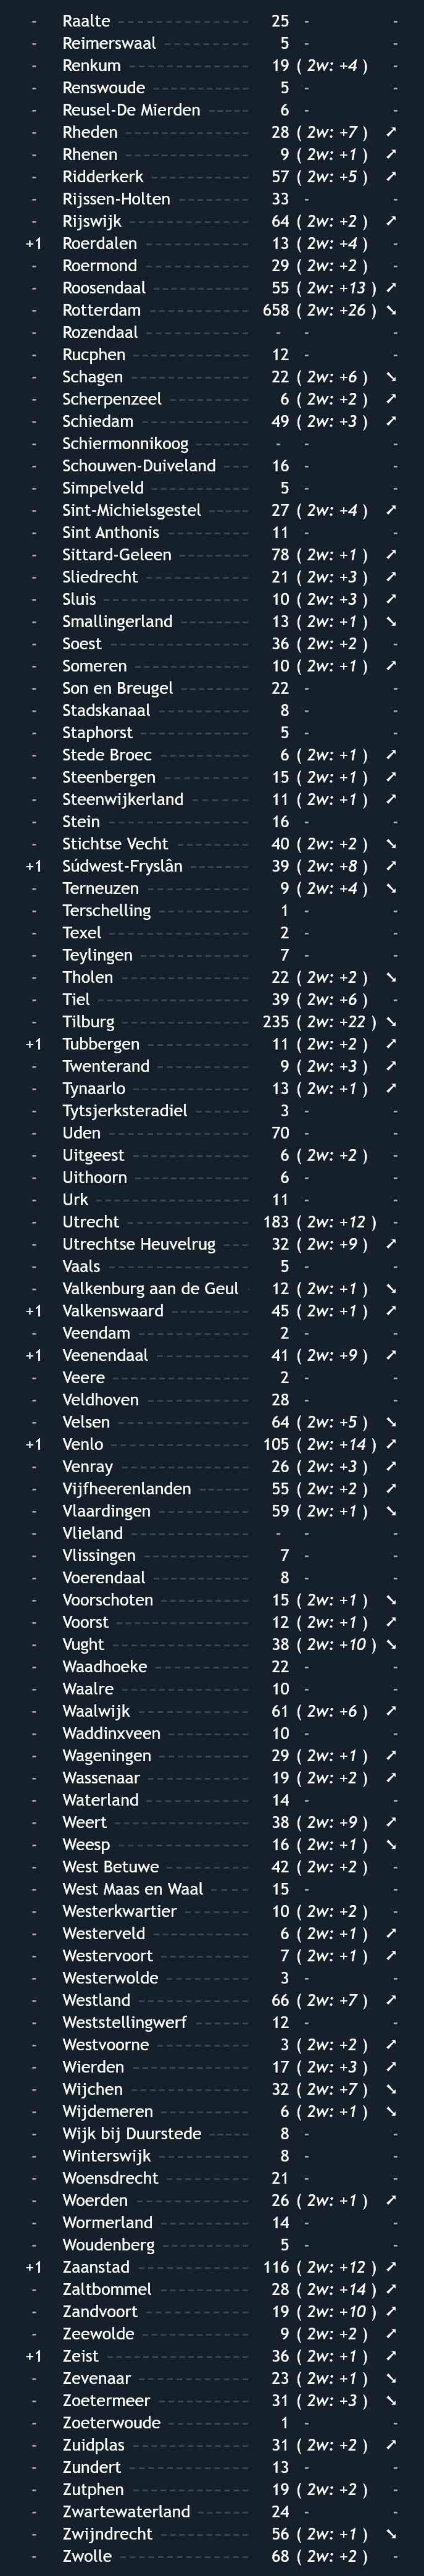 - Raalte 25 - -
- Reimerswaal 5 - -
- Renkum 19 ( 2w: +4 ) -
- Renswoude 5 - -
- Reusel-De Mierden 6 - -
- Rheden 28 ( 2w: +7 ) ➚
- Rhenen 9 ( 2w: +1 ) ➚
- Ridderkerk 57 ( 2w: +5 ) ➚
- Rijssen-Holten 33 - -
- Rijswijk 64 ( 2w: +2 ) ➚
+1 Roerdalen 13 ( 2w: +4 ) -
- Roermond 29 ( 2w: +2 ) -
- Roosendaal 55 ( 2w: +13 ) ➚
- Rotterdam 658 ( 2w: +26 ) ➘
- Rozendaal - - -
- Rucphen 12 - -
- Schagen 22 ( 2w: +6 ) ➘
- Scherpenzeel 6 ( 2w: +2 ) ➚
- Schiedam 49 ( 2w: +3 ) ➚
- Schiermonnikoog - - -
- Schouwen-Duiveland 16 - -
- Simpelveld 5 - -
- Sint-Michielsgestel 27 ( 2w: +4 ) ➚
- Sint Anthonis 11 - -
- Sittard-Geleen 78 ( 2w: +1 ) ➚
- Sliedrecht 21 ( 2w: +3 ) ➚
- Sluis 10 ( 2w: +3 ) ➚
- Smallingerland 13 ( 2w: +1 ) ➘
- Soest 36 ( 2w: +2 ) -
- Someren 10 ( 2w: +1 ) ➚
- Son en Breugel 22 - -
- Stadskanaal 8 - -
- Staphorst 5 - -
- Stede Broec 6 ( 2w: +1 ) ➚
- Steenbergen 15 ( 2w: +1 ) ➚
- Steenwijkerland 11 ( 2w: +1 ) ➚
- Stein 16 - -
- Stichtse Vecht 40 ( 2w: +2 ) ➘
+1 Súdwest-Fryslân 39 ( 2w: +8 ) ➚
- Terneuzen 9 ( 2w: +4 ) ➘
- Terschelling 1 - -
- Texel 2 - -
- Teylingen 7 - -
- Tholen 22 ( 2w: +2 ) ➘
- Tiel 39 ( 2w: +6 ) -
- Tilburg 235 ( 2w: +22 ) ➘
+1 Tubbergen 11 ( 2w: +2 ) ➚
- Twenterand 9 ( 2w: +3 ) ➚
- Tynaarlo 13 ( 2w: +1 ) ➚
- Tytsjerksteradiel 3 - -
- Uden 70 - -
- Uitgeest 6 ( 2w: +2 ) -
- Uithoorn 6 - -
- Urk 11 - -
- Utrecht 183 ( 2w: +12 ) -
- Utrechtse Heuvelrug 32 ( 2w: +9 ) ➚
- Vaals 5 - -
- Valkenburg aan de Geul 12 ( 2w: +1 ) ➘
+1 Valkenswaard 45 ( 2w: +1 ) ➚
- Veendam 2 - -
+1 Veenendaal 41 ( 2w: +9 ) ➚
- Veere 2 - -
- Veldhoven 28 - -
- Velsen 64 ( 2w: +5 ) ➘
+1 Venlo 105 ( 2w: +14 ) ➚
- Venray 26 ( 2w: +3 ) ➚
- Vijfheerenlanden 55 ( 2w: +2 ) ➚
- Vlaardingen 59 ( 2w: +1 ) ➘
- Vlieland - - -
- Vlissingen 7 - -
- Voerendaal 8 - -
- Voorschoten 15 ( 2w: +1 ) ➘
- Voorst 12 ( 2w: +1 ) ➚
- Vught 38 ( 2w: +10 ) ➘
- Waadhoeke 22 - -
- Waalre 10 - -
- Waalwijk 61 ( 2w: +6 ) ➚
- Waddinxveen 10 - -
- Wageningen 29 ( 2w: +1 ) ➚
- Wassenaar 19 ( 2w: +2 ) ➚
- Waterland 14 - -
- Weert 38 ( 2w: +9 ) ➚
- Weesp 16 ( 2w: +1 ) ➘
- West Betuwe 42 ( 2w: +2 ) -
- West Maas en Waal 15 - -
- Westerkwartier 10 ( 2w: +2 ) -
- Westerveld 6 ( 2w: +1 ) ➚
- Westervoort 7 ( 2w: +1 ) ➚
- Westerwolde 3 - -
- Westland 66 ( 2w: +7 ) ➚
- Weststellingwerf 12 - -
- Westvoorne 3 ( 2w: +2 ) ➚
- Wierden 17 ( 2w: +3 ) ➚
- Wijchen 32 ( 2w: +7 ) ➘
- Wijdemeren 6 ( 2w: +1 ) ➘
- Wijk bij Duurstede 8 - -
- Winterswijk 8 - -
- Woensdrecht 21 - -
- Woerden 26 ( 2w: +1 ) ➚
- Wormerland 14 - -
- Woudenberg 5 - -
+1 Zaanstad 116 ( 2w: +12 ) ➚
- Zaltbommel 28 ( 2w: +14 ) ➚
- Zandvoort 19 ( 2w: +10 ) ➚
- Zeewolde 9 ( 2w: +2 ) ➚
+1 Zeist 36 ( 2w: +1 ) ➚
- Zevenaar 23 ( 2w: +1 ) ➘
- Zoetermeer 31 ( 2w: +3 ) ➘
- Zoeterwoude 1 - -
- Zuidplas 31 ( 2w: +2 ) ➚
- Zundert 13 - -
- Zutphen 19 ( 2w: +2 ) -
- Zwartewaterland 24 - -
- Zwijndrecht 56 ( 2w: +1 ) ➘
- Zwolle 68 ( 2w: +2 ) -